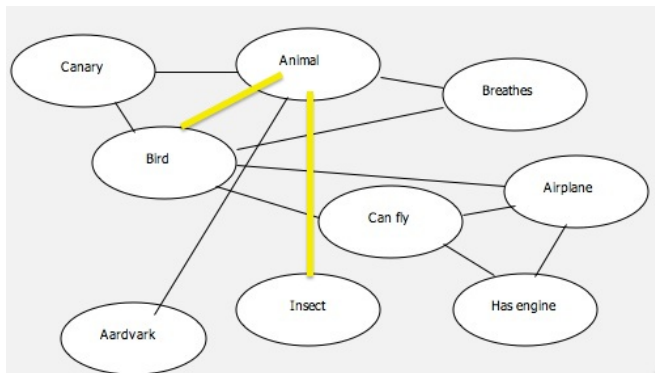 Animal
Canary
Breathes
Bird
Airplane
Can fly
Insect
Has engine
Aardvark